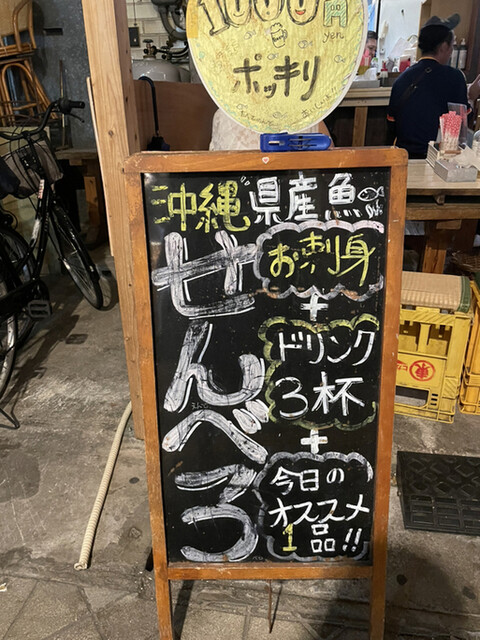 1000円
yen
ポッキリ
沖縄県産魚
せんべろ
お刺身
+
ドリンク
3杯
+
今日の
オススメ
1品!!